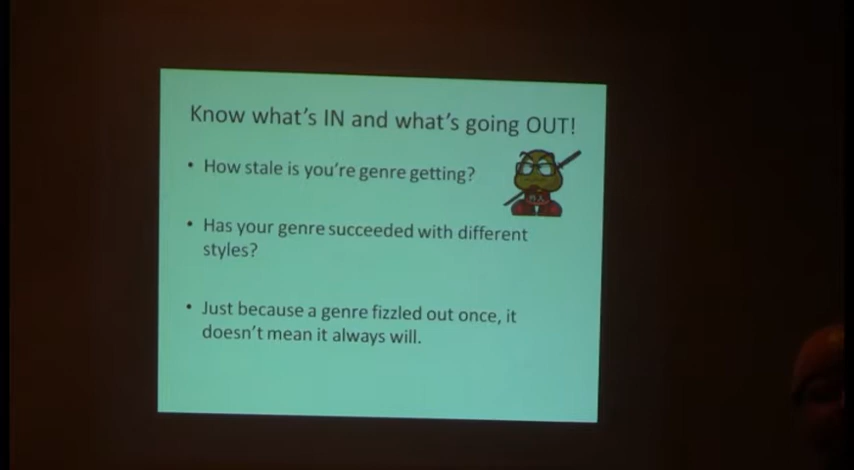 Know what's IN and what's going OUT!
• How stale is you're genre getting?
• Has your genre succeeded with different
styles?
• Just because a genre fizzled out once, it
doesn't mean it always will.